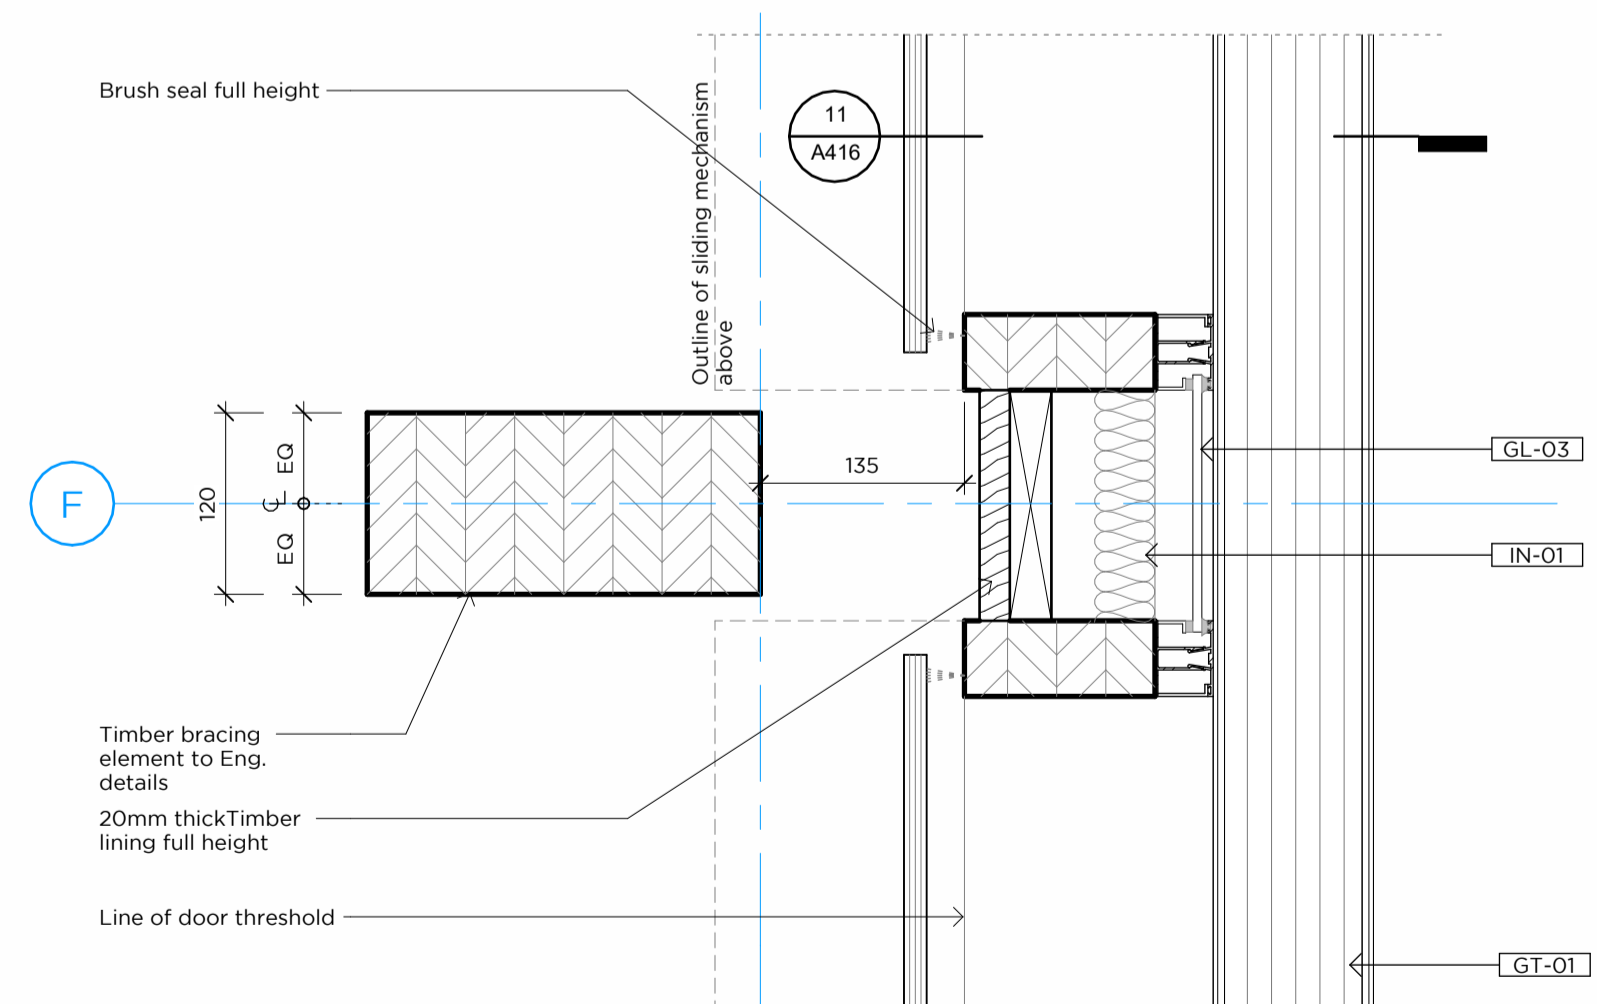 Brush seal full height
Outline of sliding mechanism
above
11
A416
135
GL-03
EQ
120
F
℄
EQ
IN-01
Timber bracing
element to Eng.
details
20mm thickTimber
lining full height
Line of door threshold
GT-01